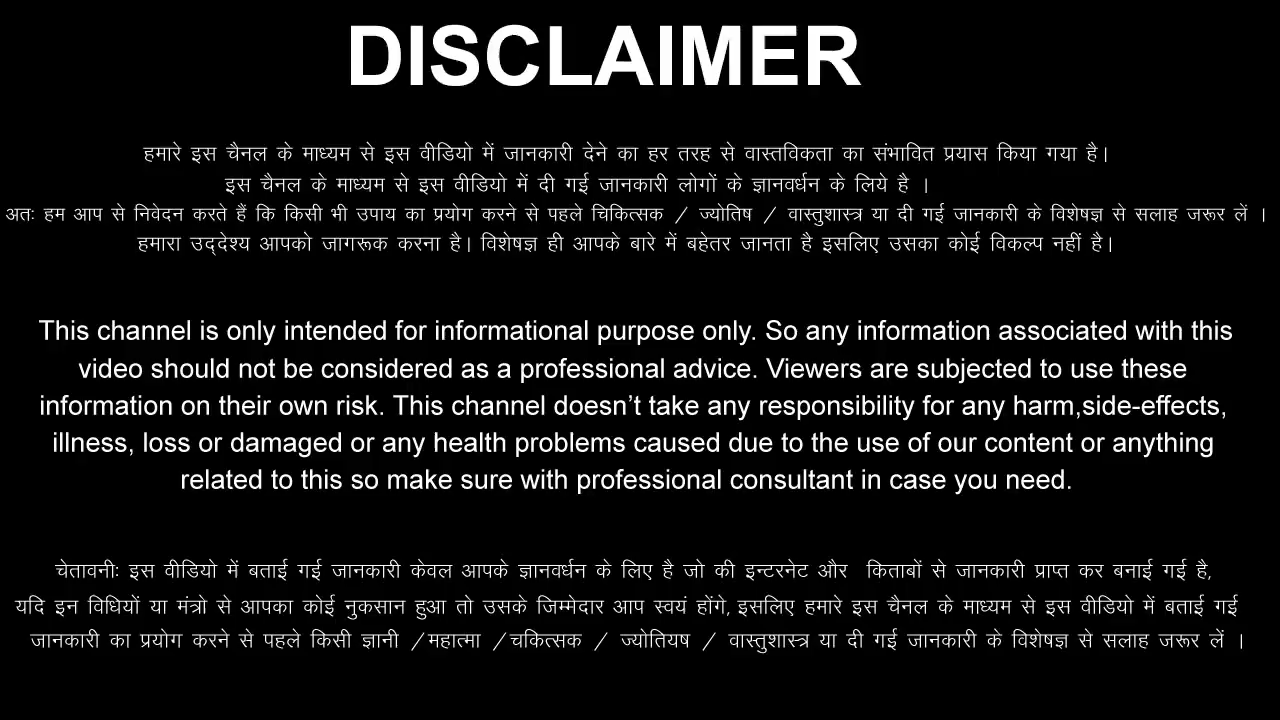 DISCLAIMER
हमारे इस चैनल के माध्यम से इस वीडियो में जानकारी देने का हर तरह से वास्तविकता का संभावित प्रयास किया गया है।
इस चैनल के माध्यम से इस वीडियो में दी गई जानकारी लोगों के ज्ञानवर्धन के लिये है ।
अतः हम आप से निवेदन करते हैं कि किसी भी उपाय का प्रयोग करने से पहले चिकित्सक / ज्योतिष / वास्तुशास्त्र या दी गई जानकारी के विशेषज्ञ से सलाह जरूर लें ।
हमारा उद्देश्य आपको जागरूक करना है। विशेषज्ञ ही आपके बारे में बहेतर जानता है इसलिए उसका कोई विकल्प नहीं है।
This channel is only intended for informational purpose only. So any information associated with this
video should not be considered as a professional advice. Viewers are subjected to use these
information on their own risk. This channel doesn’t take any responsibility for any harm,side-effects,
illness, loss or damaged or any health problems caused due to the use of our content or anything
related to this so make sure with professional consultant in case you need.
चेतावनीः इस वीडियो में बताई गई जानकारी केवल आपके ज्ञानवर्धन के लिए है जो की इन्टरनेट और किताबों से जानकारी प्राप्त कर बनाई गई है,
यदि इन विधियों या मंत्रो से आपका कोई नुकसान हुआ तो उसके जिम्मेदार आप स्वयं होंगे, इसलिए हमारे इस चैनल के माध्यम से इस वीडियो में बताई गई
जानकारी का प्रयोग करने से पहले किसी ज्ञानी /महात्मा /चकित्सक / ज्योतियष / वास्तुशास्त्र या दी गई जानकारी के विशेषज्ञ से सलाह जरूर लें ।